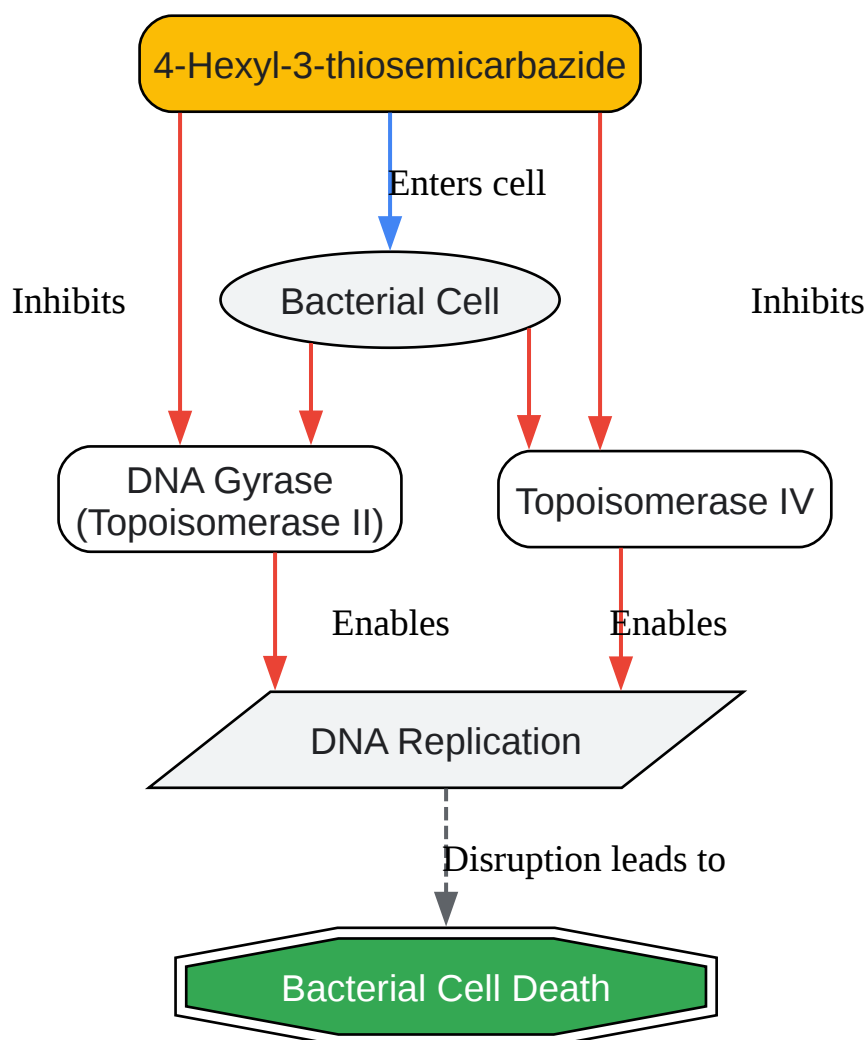 4-Hexyl-3-thiosemicarbazide
Enters cell
Inhibits
Bacterial Cell
Inhibits
DNA Gyrase
(Topoisomerase II)
Topoisomerase IV
Enables
Enables
DNA Replication
Disruption leads to
Bacterial Cell Death